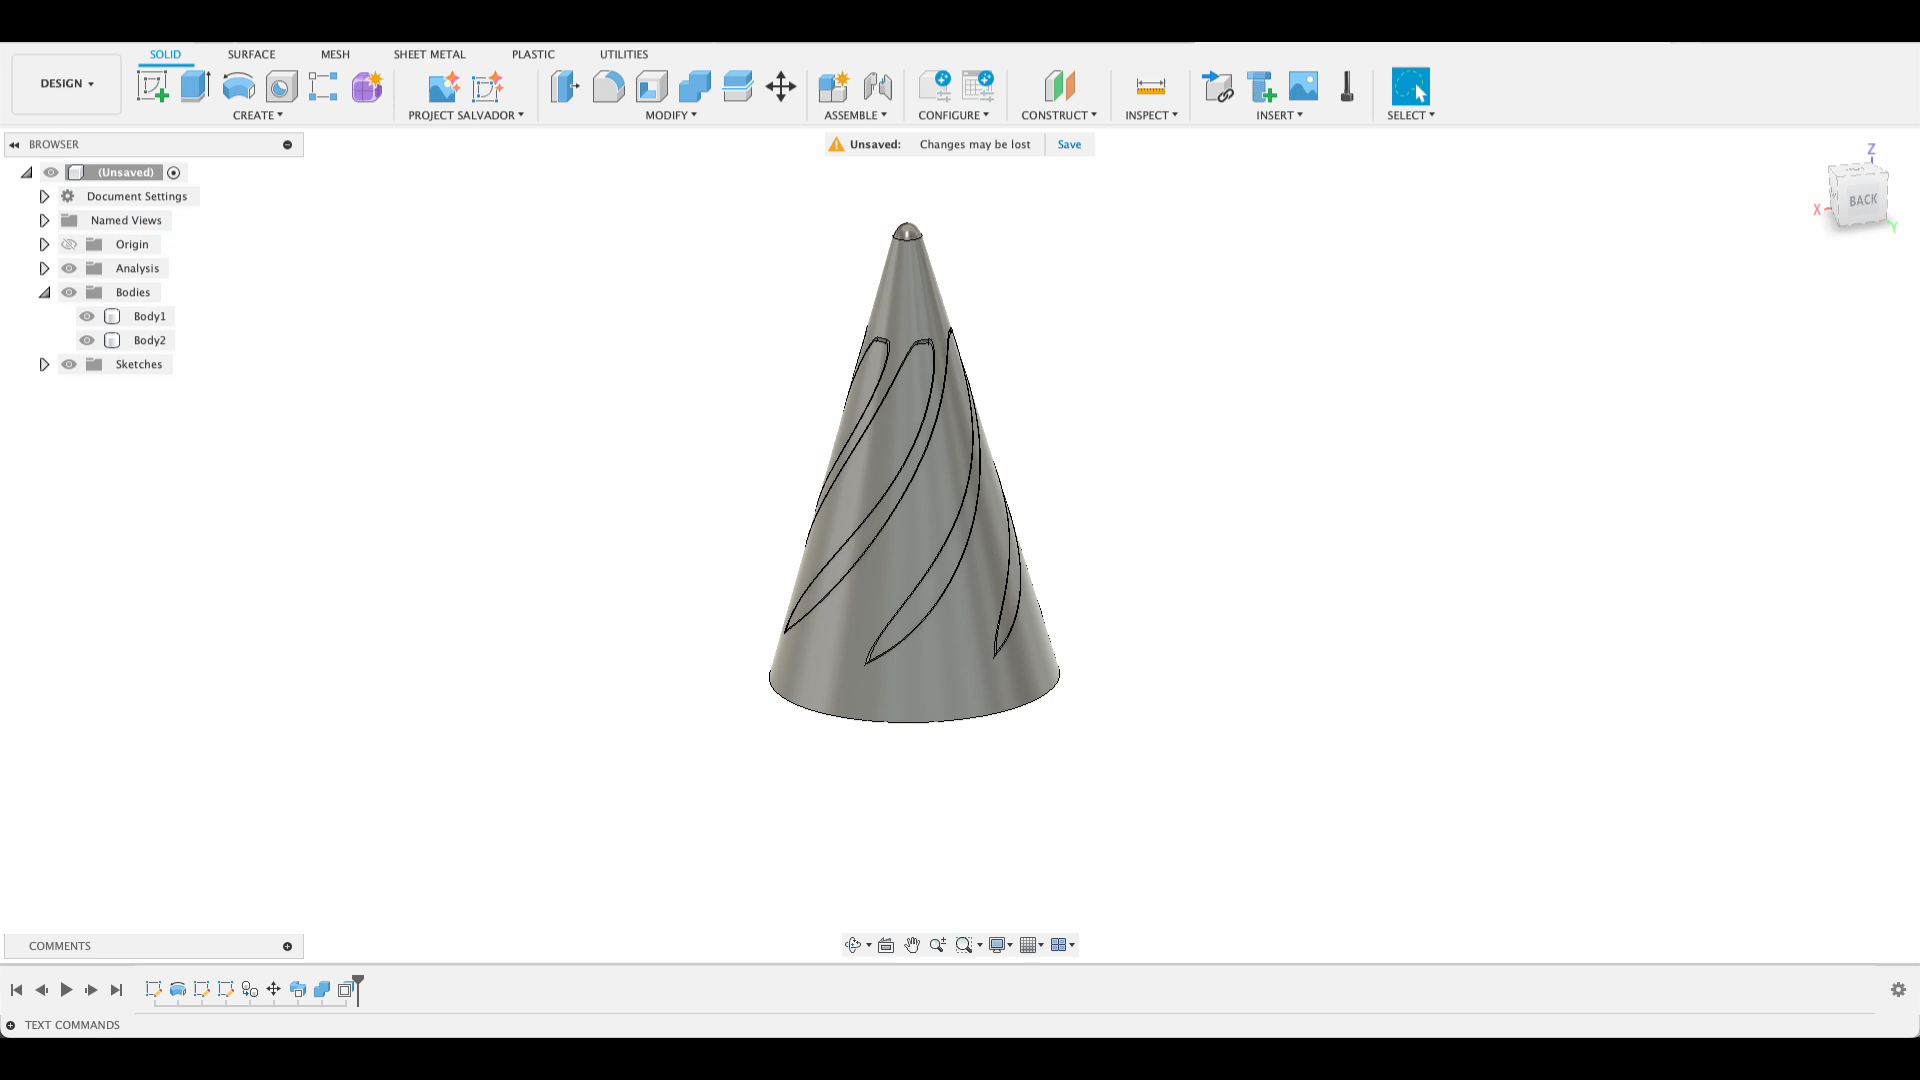 SOLID SURFACE MESH SHEET METAL PLASTIC UTILITIES
DESIGN
CREATE PROJECT SALVADOR MODIFY ASSEMBLE CONFIGURE CONSTRUCT INSPECT INSERT SELECT
BROWSER
Unsaved: Changes may be lost Save
(Unsaved)
Document Settings
Named Views
Origin
Analysis
Bodies
Body1
Body2
Sketches
Z
X
BACK
Y
COMMENTS
TEXT COMMANDS